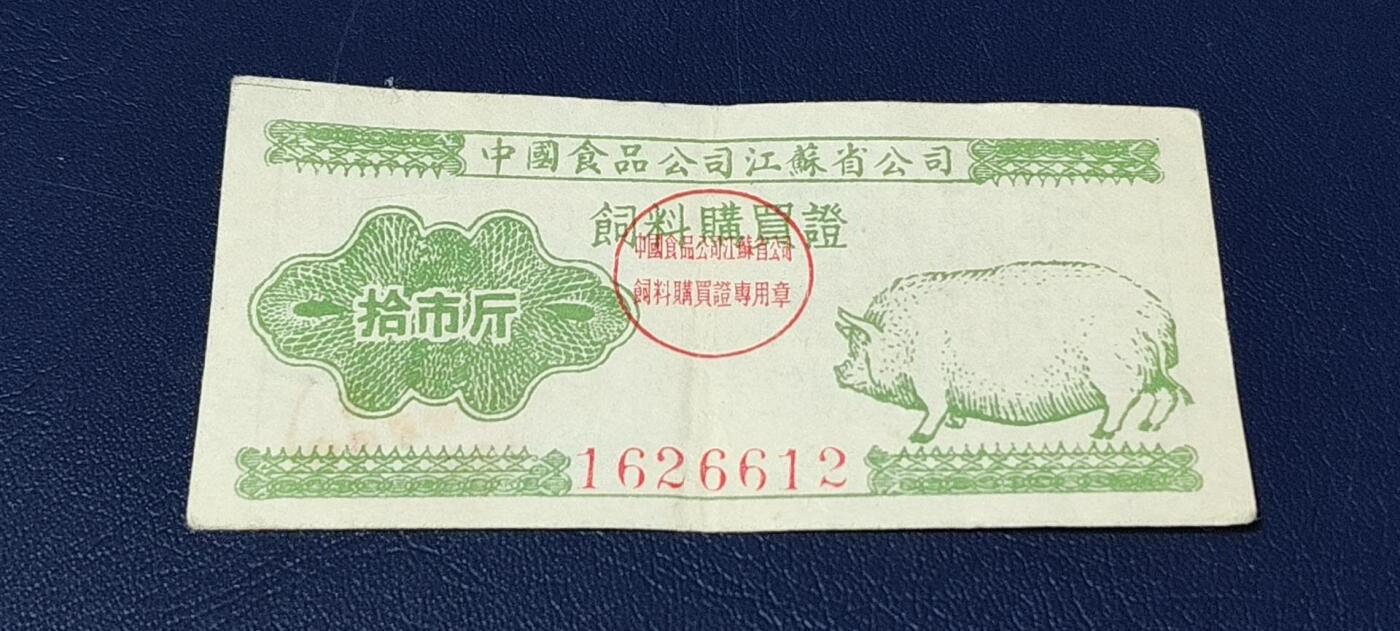 中國食品公司江蘇省公司
飼料購買證
中國食品公司江蘇省公司
飼料購買證專用章
拾市斤
1626612